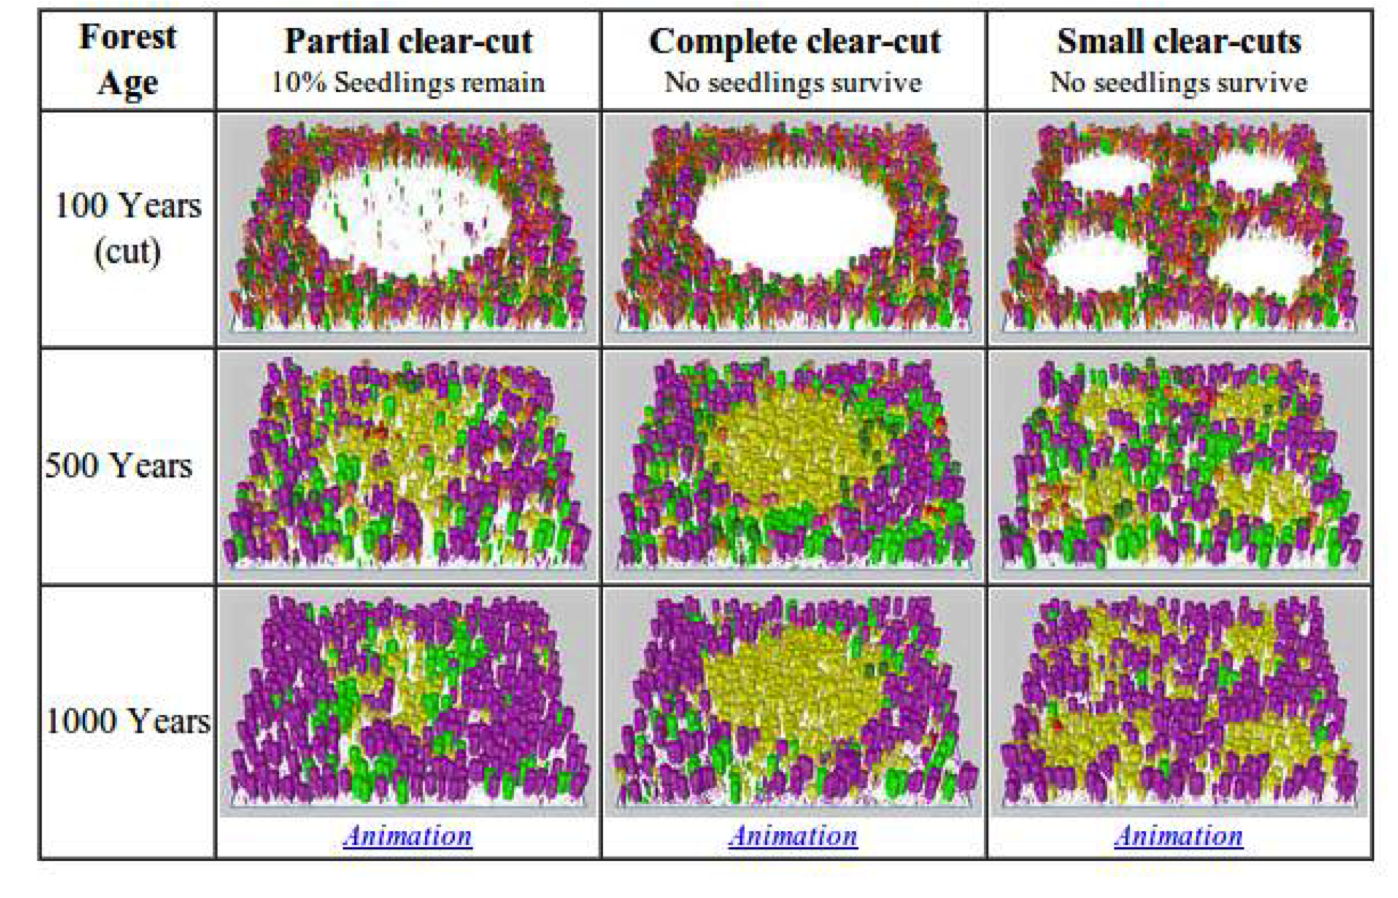 Forest
Age
Partial clear-cut
10% Seedlings remain
Complete clear-cut
No seedlings survive
Small clear-cuts
No seedlings survive
100 Years
(cut)
500 Years
1000 Years
Animation
Animation
Animation